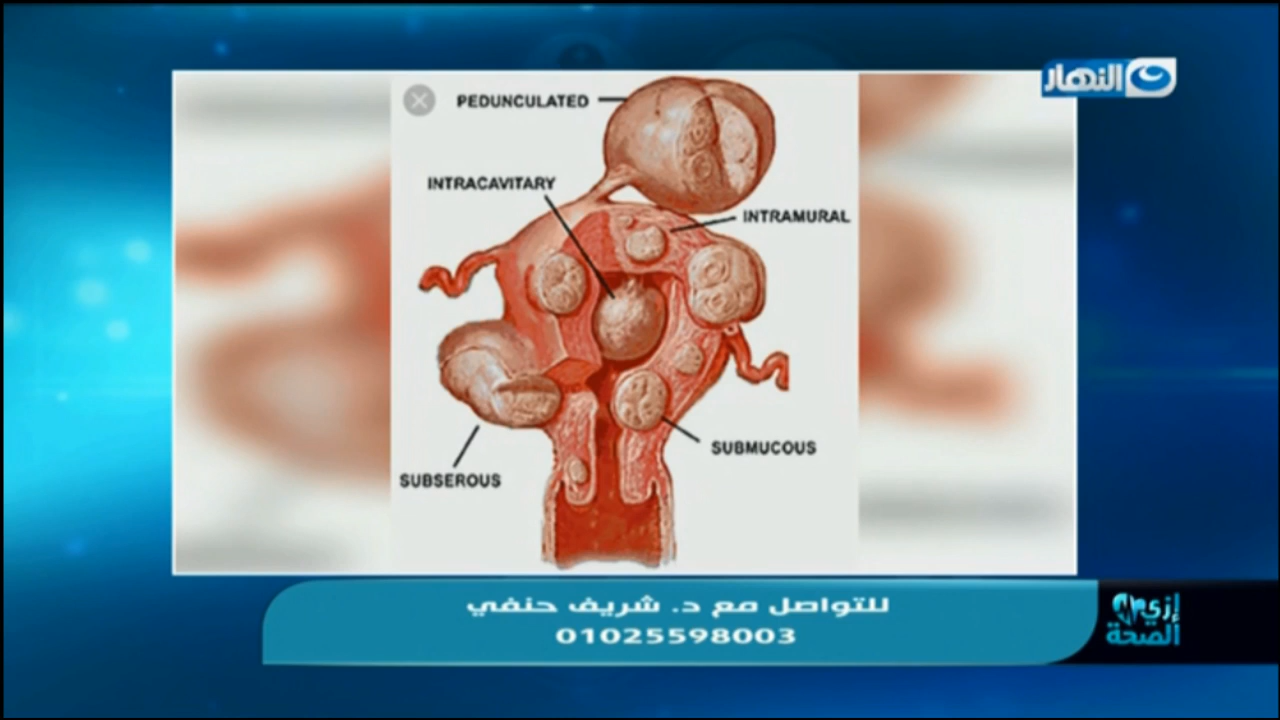 النهار
PEDUNCULATED
INTRACAVITARY
INTRAMURAL
SUBMUCOUS
SUBSEROUS
للتواصل مع د. شريف حنفي
01025598003
إزي
الصحة